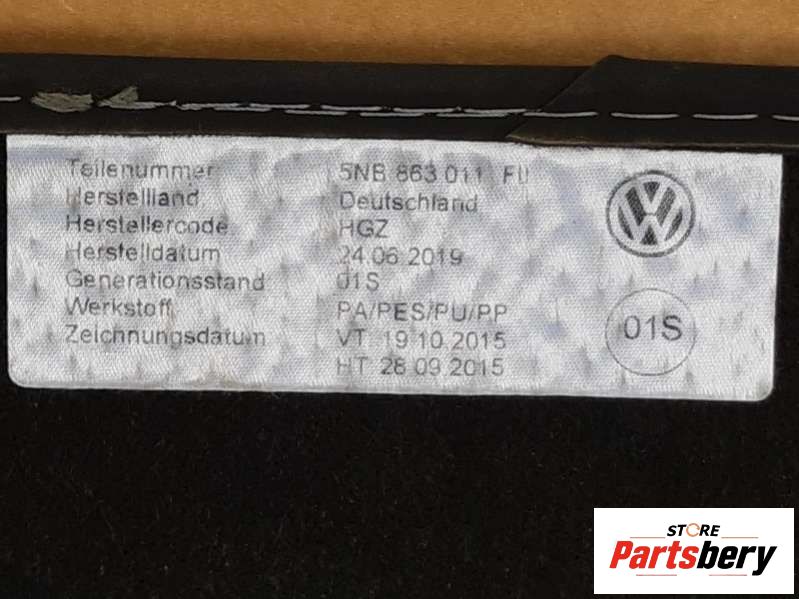 Teilenummer 5NB 863 011
Herstellland Deutschland
Herstellercode HGZ
Herstelldatum 24.06.2019
Generationsstand 01S
Werkstoff PA/PES/PU/PP
Zeichnungsdatum VT 19 10 2015
HT 28 09 2015
01S
STORE
Partsbery